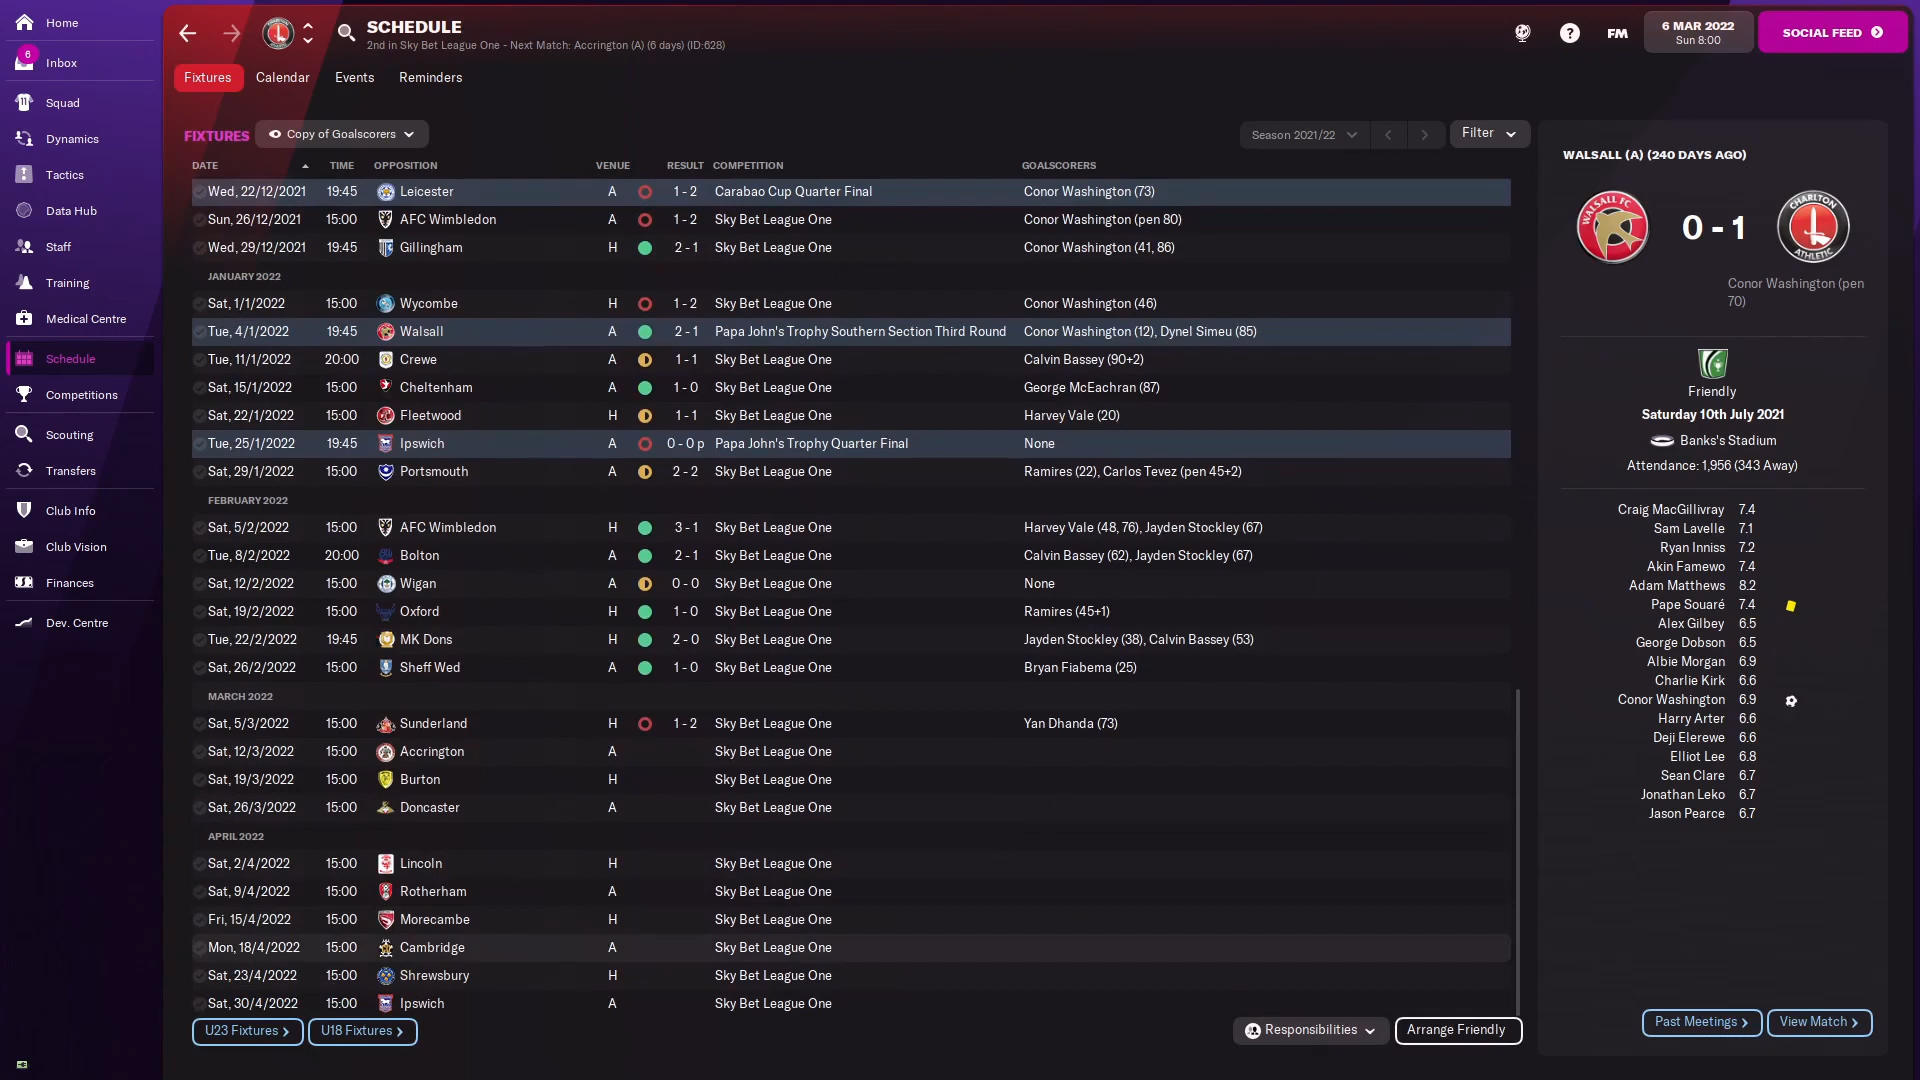 Home
6
Inbox
Squad
Dynamics
Tactics
Data Hub
Staff
Training
Medical Centre
Schedule
Competitions
Scouting
Transfers
Club Info
Club Vision
Finances
Dev. Centre
SCHEDULE
2nd in Sky Bet League One - Next Match: Accrington (A) (6 days) (ID:628)
? FM 6 MAR 2022 Sun 8:00 SOCIAL FEED
Fixtures Calendar Events Reminders
FIXTURES Copy of Goalscorers Season 2021/22 Filter
DATE TIME OPPOSITION VENUE RESULT COMPETITION GOALSCORERS
Wed, 22/12/2021 19:45 Leicester A 1 - 2 Carabao Cup Quarter Final Conor Washington (73)
Sun, 26/12/2021 15:00 AFC Wimbledon A 1 - 2 Sky Bet League One Conor Washington (pen 80)
Wed, 29/12/2021 19:45 Gillingham H 2 - 1 Sky Bet League One Conor Washington (41, 86)
JANUARY 2022
Sat, 1/1/2022 15:00 Wycombe H 1 - 2 Sky Bet League One Conor Washington (46)
Tue, 4/1/2022 19:45 Walsall A 2 - 1 Papa John's Trophy Southern Section Third Round Conor Washington (12), Dynel Simeu (85)
Tue, 11/1/2022 20:00 Crewe A 1 - 1 Sky Bet League One Calvin Bassey (90+2)
Sat, 15/1/2022 15:00 Cheltenham A 1 - 0 Sky Bet League One George McEachran (87)
Sat, 22/1/2022 15:00 Fleetwood H 1 - 1 Sky Bet League One Harvey Vale (20)
Tue, 25/1/2022 19:45 Ipswich A 0 - 0 p Papa John's Trophy Quarter Final None
Sat, 29/1/2022 15:00 Portsmouth A 2 - 2 Sky Bet League One Ramires (22), Carlos Tevez (pen 45+2)
FEBRUARY 2022
Sat, 5/2/2022 15:00 AFC Wimbledon H 3 - 1 Sky Bet League One Harvey Vale (48, 76), Jayden Stockley (67)
Tue, 8/2/2022 20:00 Bolton A 2 - 1 Sky Bet League One Calvin Bassey (62), Jayden Stockley (67)
Sat, 12/2/2022 15:00 Wigan A 0 - 0 Sky Bet League One None
Sat, 19/2/2022 15:00 Oxford H 1 - 0 Sky Bet League One Ramires (45+1)
Tue, 22/2/2022 19:45 MK Dons H 2 - 0 Sky Bet League One Jayden Stockley (38), Calvin Bassey (53)
Sat, 26/2/2022 15:00 Sheff Wed A 1 - 0 Sky Bet League One Bryan Fiabema (25)
MARCH 2022
Sat, 5/3/2022 15:00 Sunderland H 1 - 2 Sky Bet League One Yan Dhanda (73)
Sat, 12/3/2022 15:00 Accrington A Sky Bet League One
Sat, 19/3/2022 15:00 Burton H Sky Bet League One
Sat, 26/3/2022 15:00 Doncaster A Sky Bet League One
APRIL 2022
Sat, 2/4/2022 15:00 Lincoln H Sky Bet League One
Sat, 9/4/2022 15:00 Rotherham A Sky Bet League One
Fri, 15/4/2022 15:00 Morecambe H Sky Bet League One
Mon, 18/4/2022 15:00 Cambridge A Sky Bet League One
Sat, 23/4/2022 15:00 Shrewsbury H Sky Bet League One
Sat, 30/4/2022 15:00 Ipswich A Sky Bet League One
U23 Fixtures U18 Fixtures Responsibilities Arrange Friendly
WALSALL (A) (240 DAYS AGO)
WALSALL FC 0 - 1 CHARLTON ATHLETIC
Conor Washington (pen
70)
Friendly
Saturday 10th July 2021
Banks's Stadium
Attendance: 1,956 (343 Away)
Craig MacGillivray 7.4
Sam Lavelle 7.1
Ryan Inniss 7.2
Akin Famewo 7.4
Adam Matthews 8.2
Pape Souaré 7.4
Alex Gilbey 6.5
George Dobson 6.5
Albie Morgan 6.9
Charlie Kirk 6.6
Conor Washington 6.9
Harry Arter 6.6
Deji Elerewe 6.6
Elliot Lee 6.8
Sean Clare 6.7
Jonathan Leko 6.7
Jason Pearce 6.7
Past Meetings View Match